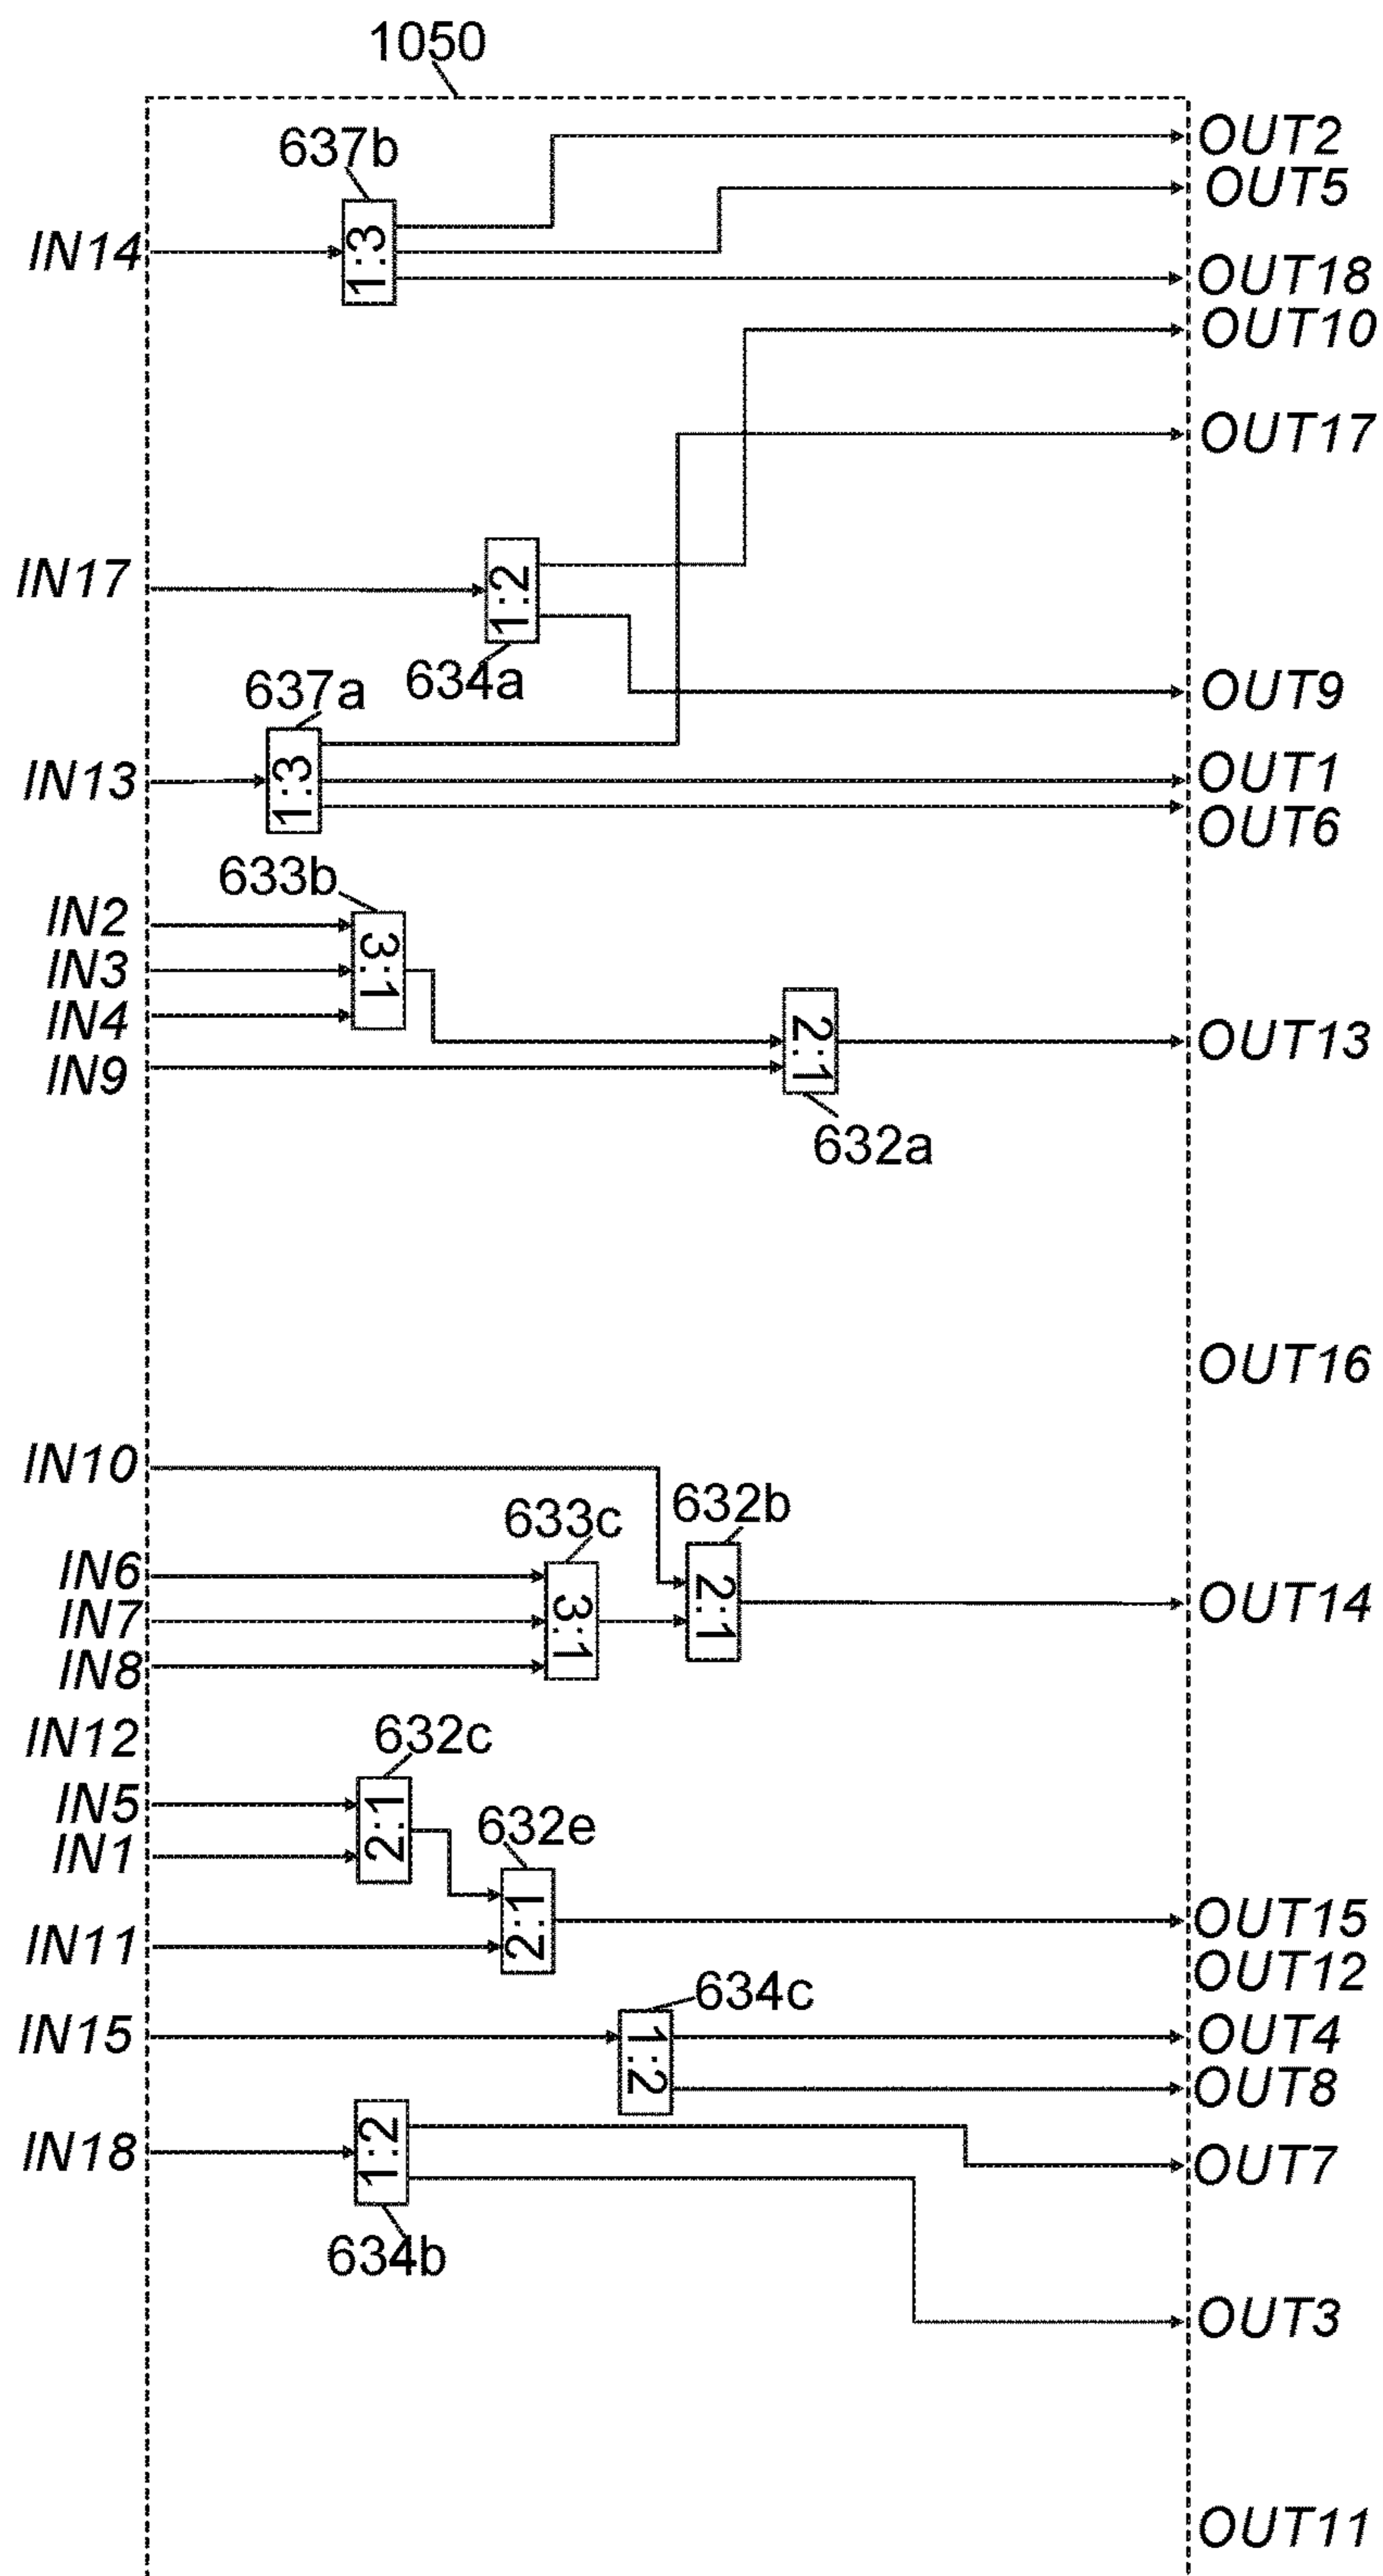 1050
OUT2
637b
OUT5
1:3
IN14
OUT18
OUT10
OUT17
IN17
1:2
634a
637a
OUT9
IN13
1:3
OUT1
OUT6
633b
IN2
3:1
IN3
IN4
2:1
OUT13
IN9
632a
OUT16
IN10
632b
633c
IN6
2:1
OUT14
IN7
3:1
IN8
IN12
632c
IN5
2:1
632e
IN1
2:1
OUT15
IN11
OUT12
634c
IN15
1:2
OUT4
OUT8
IN18
1:2
OUT7
634b
OUT3
OUT11